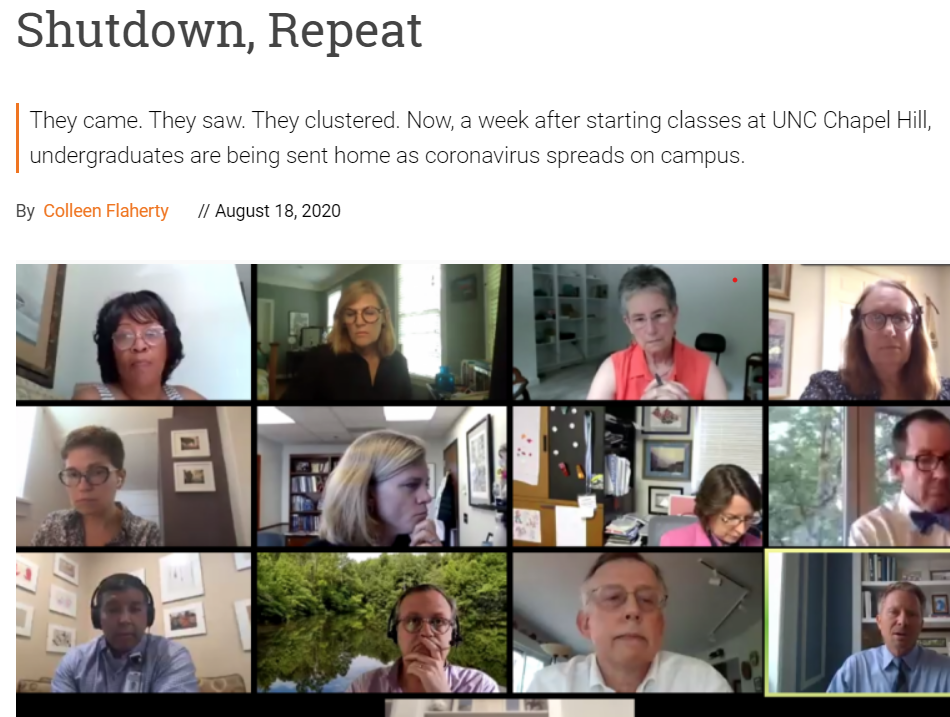 Shutdown, Repeat
They came. They saw. They clustered. Now, a week after starting classes at UNC Chapel Hill,
undergraduates are being sent home as coronavirus spreads on campus.
By Colleen Flaherty // August 18, 2020